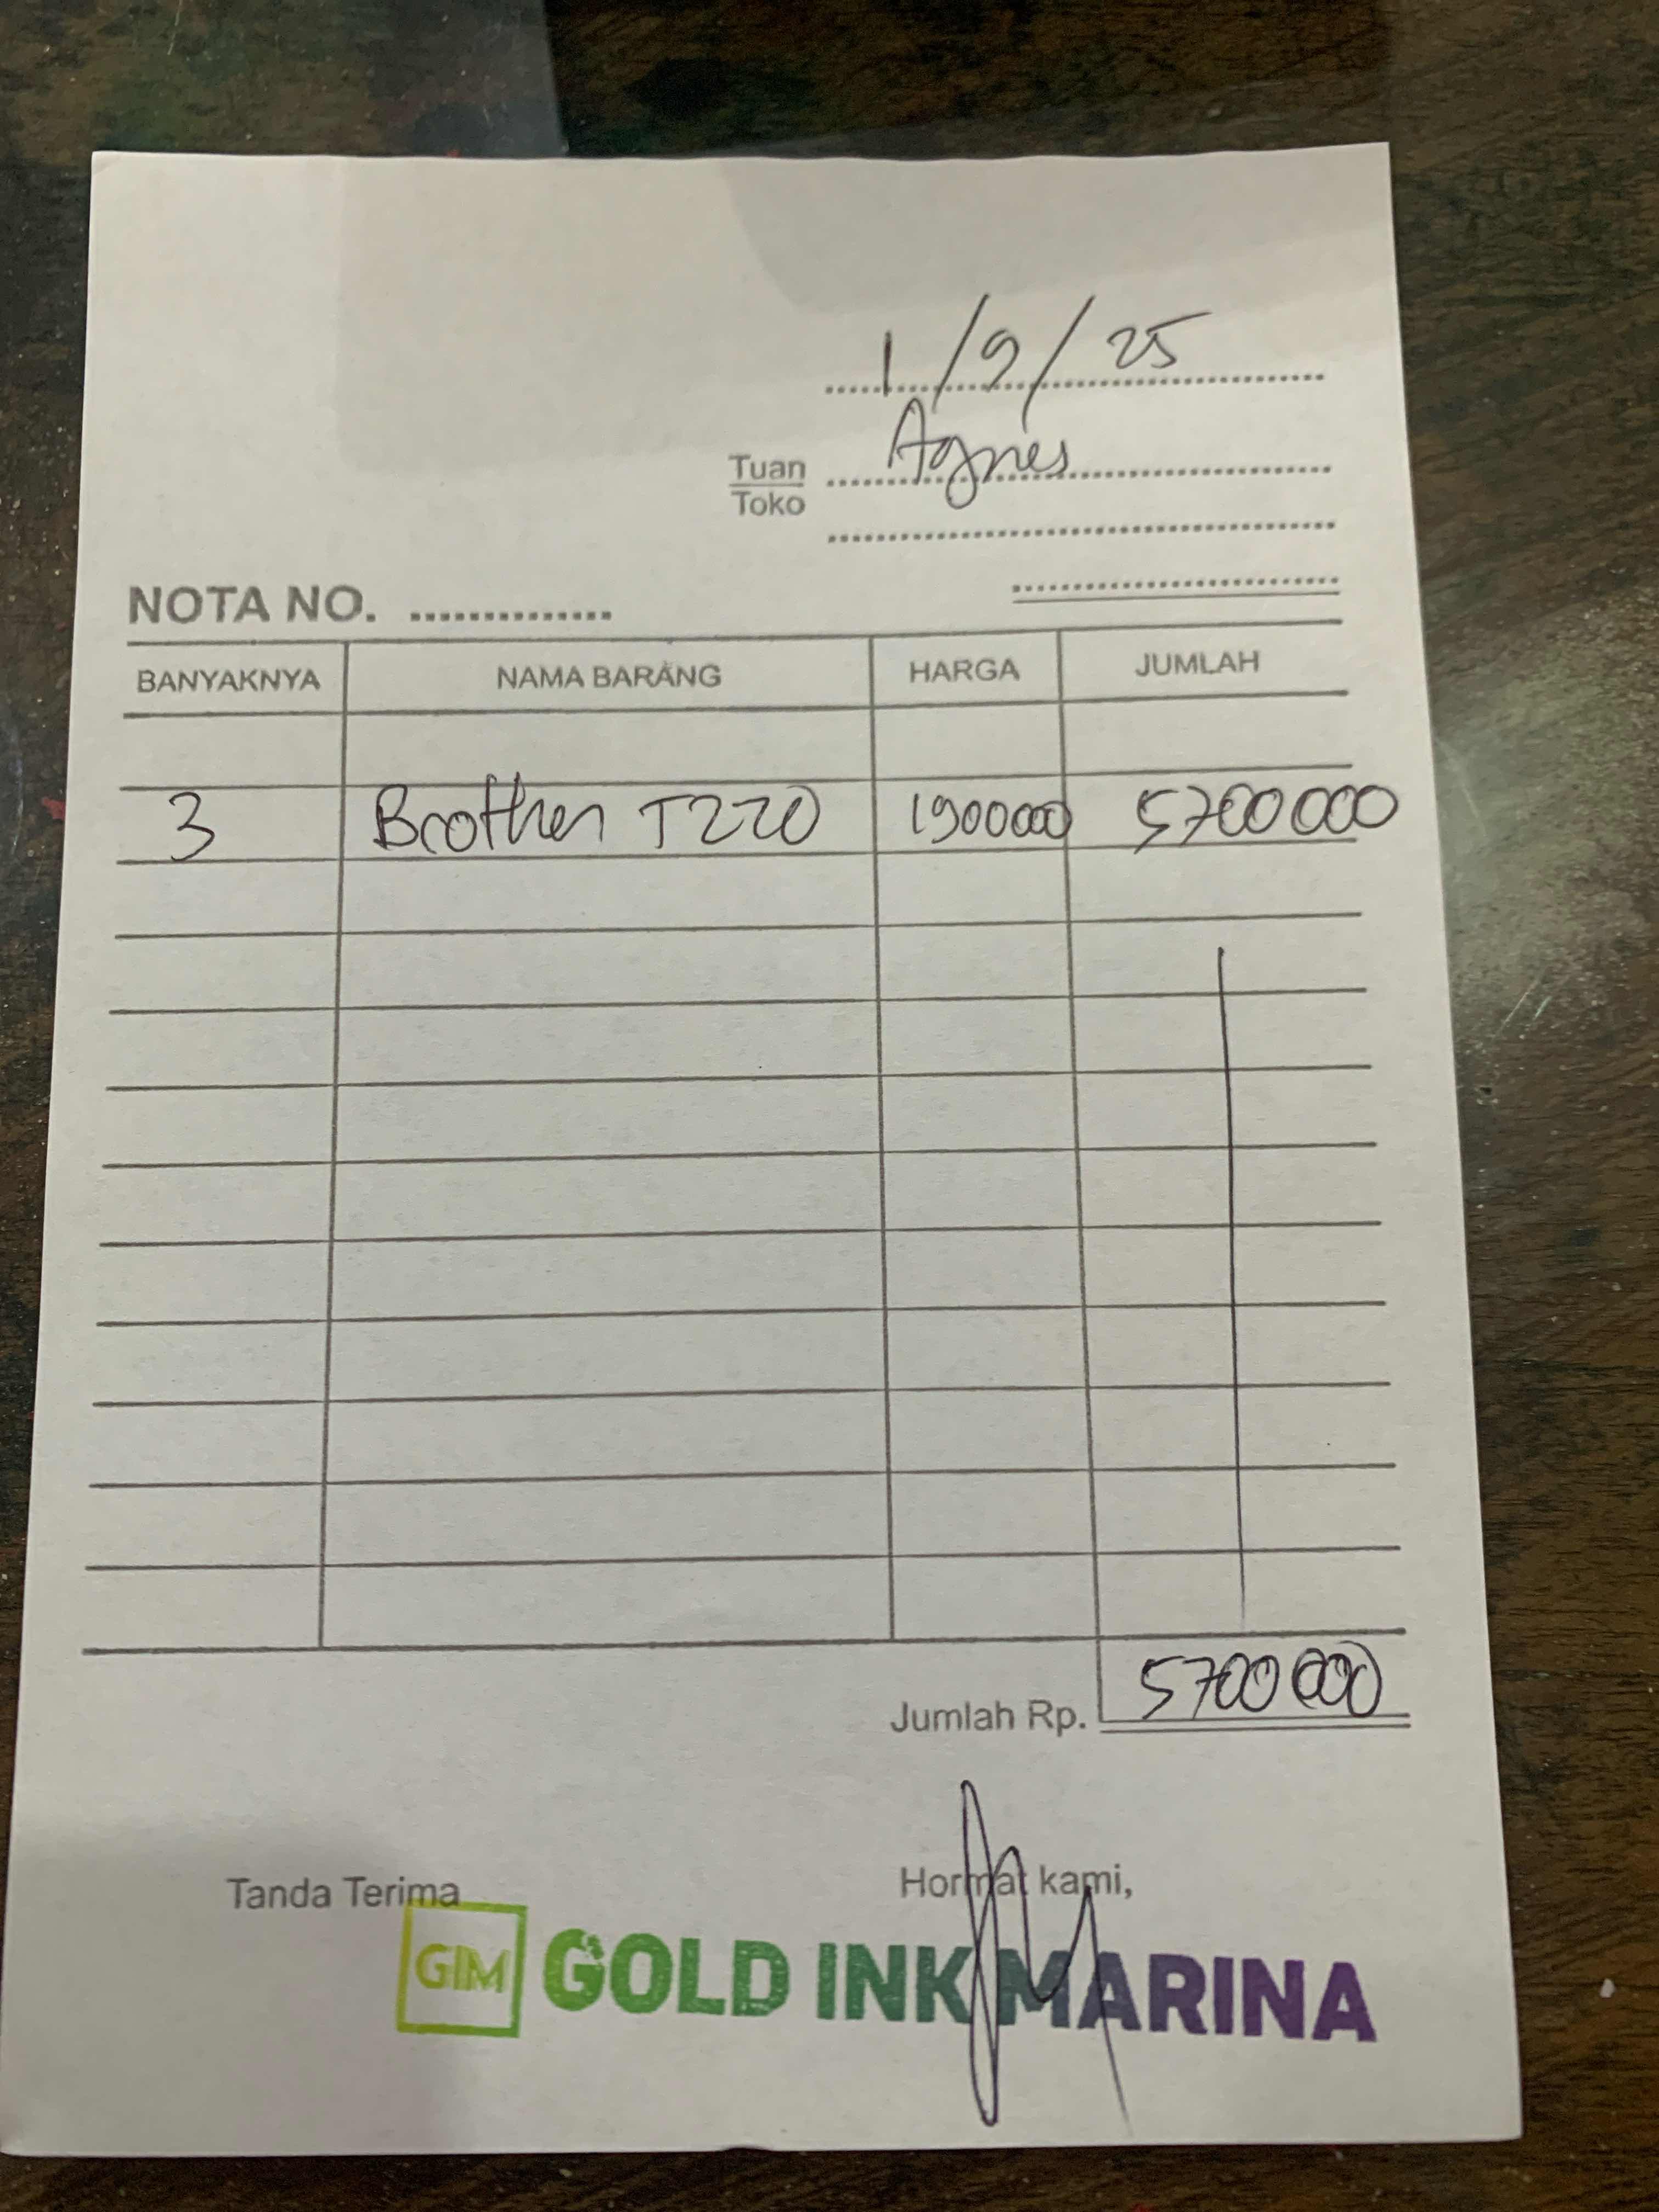 1/9/25
Tuan Agnes
Toko
NOTA NO.
BANYAKNYA NAMA BARANG HARGA JUMLAH
3 Brother T220 1900000 5700000
Jumlah Rp. 5700000
Tanda Terima Hormat kami,
GIM GOLD INK MARINA